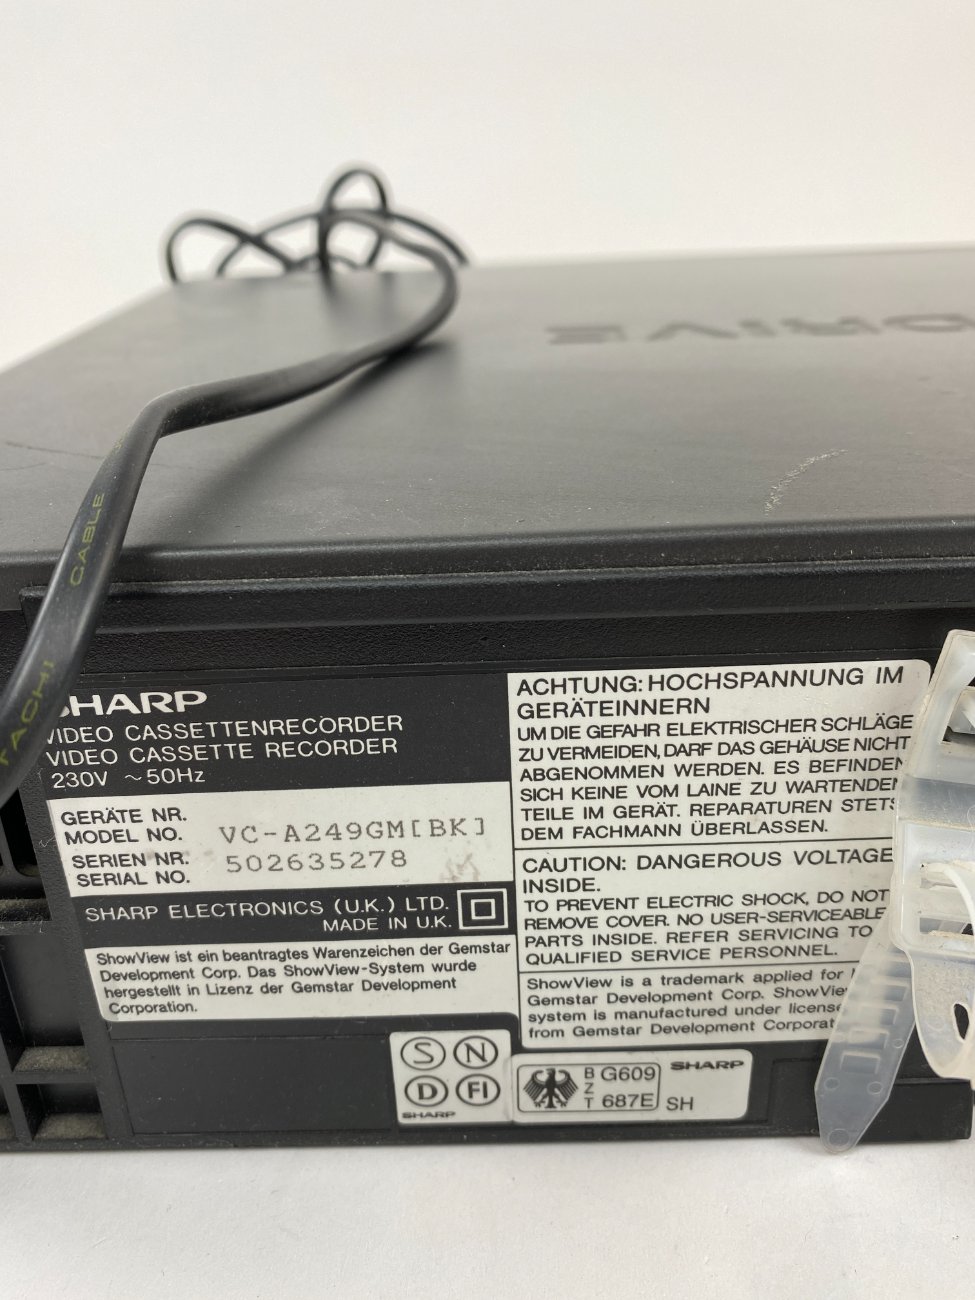 DRIVE
CABLE
TACHI
SHARP
VIDEO CASSETTENRECORDER
VIDEO CASSETTE RECORDER
230V ~50Hz
GERÄTE NR.
MODEL NO. VC-A249GM[BK]
SERIEN NR.
SERIAL NO. 502635278
SHARP ELECTRONICS (U.K.) LTD.
MADE IN U.K.
ShowView ist ein beantragtes Warenzeichen der Gemstar
Development Corp. Das ShowView-System wurde
hergestellt in Lizenz der Gemstar Development
Corporation.
ACHTUNG: HOCHSPANNUNG IM
GERÄTEINNERN
UM DIE GEFAHR ELEKTRISCHER SCHLÄGE
ZU VERMEIDEN, DARF DAS GEHÄUSE NICHT
ABGENOMMEN WERDEN. ES BEFINDEN
SICH KEINE VOM LAINE ZU WARTENDEN
TEILE IM GERÄT. REPARATUREN STETS
DEM FACHMANN ÜBERLASSEN.
CAUTION: DANGEROUS VOLTAGE
INSIDE.
TO PREVENT ELECTRIC SHOCK, DO NOT
REMOVE COVER. NO USER-SERVICEABLE
PARTS INSIDE. REFER SERVICING TO
QUALIFIED SERVICE PERSONNEL.
ShowView is a trademark applied for
Gemstar Development Corp. ShowView
system is manufactured under license
from Gemstar Development Corporat
S N
D FI
SHARP
BZT G609 687E SH
SHARP